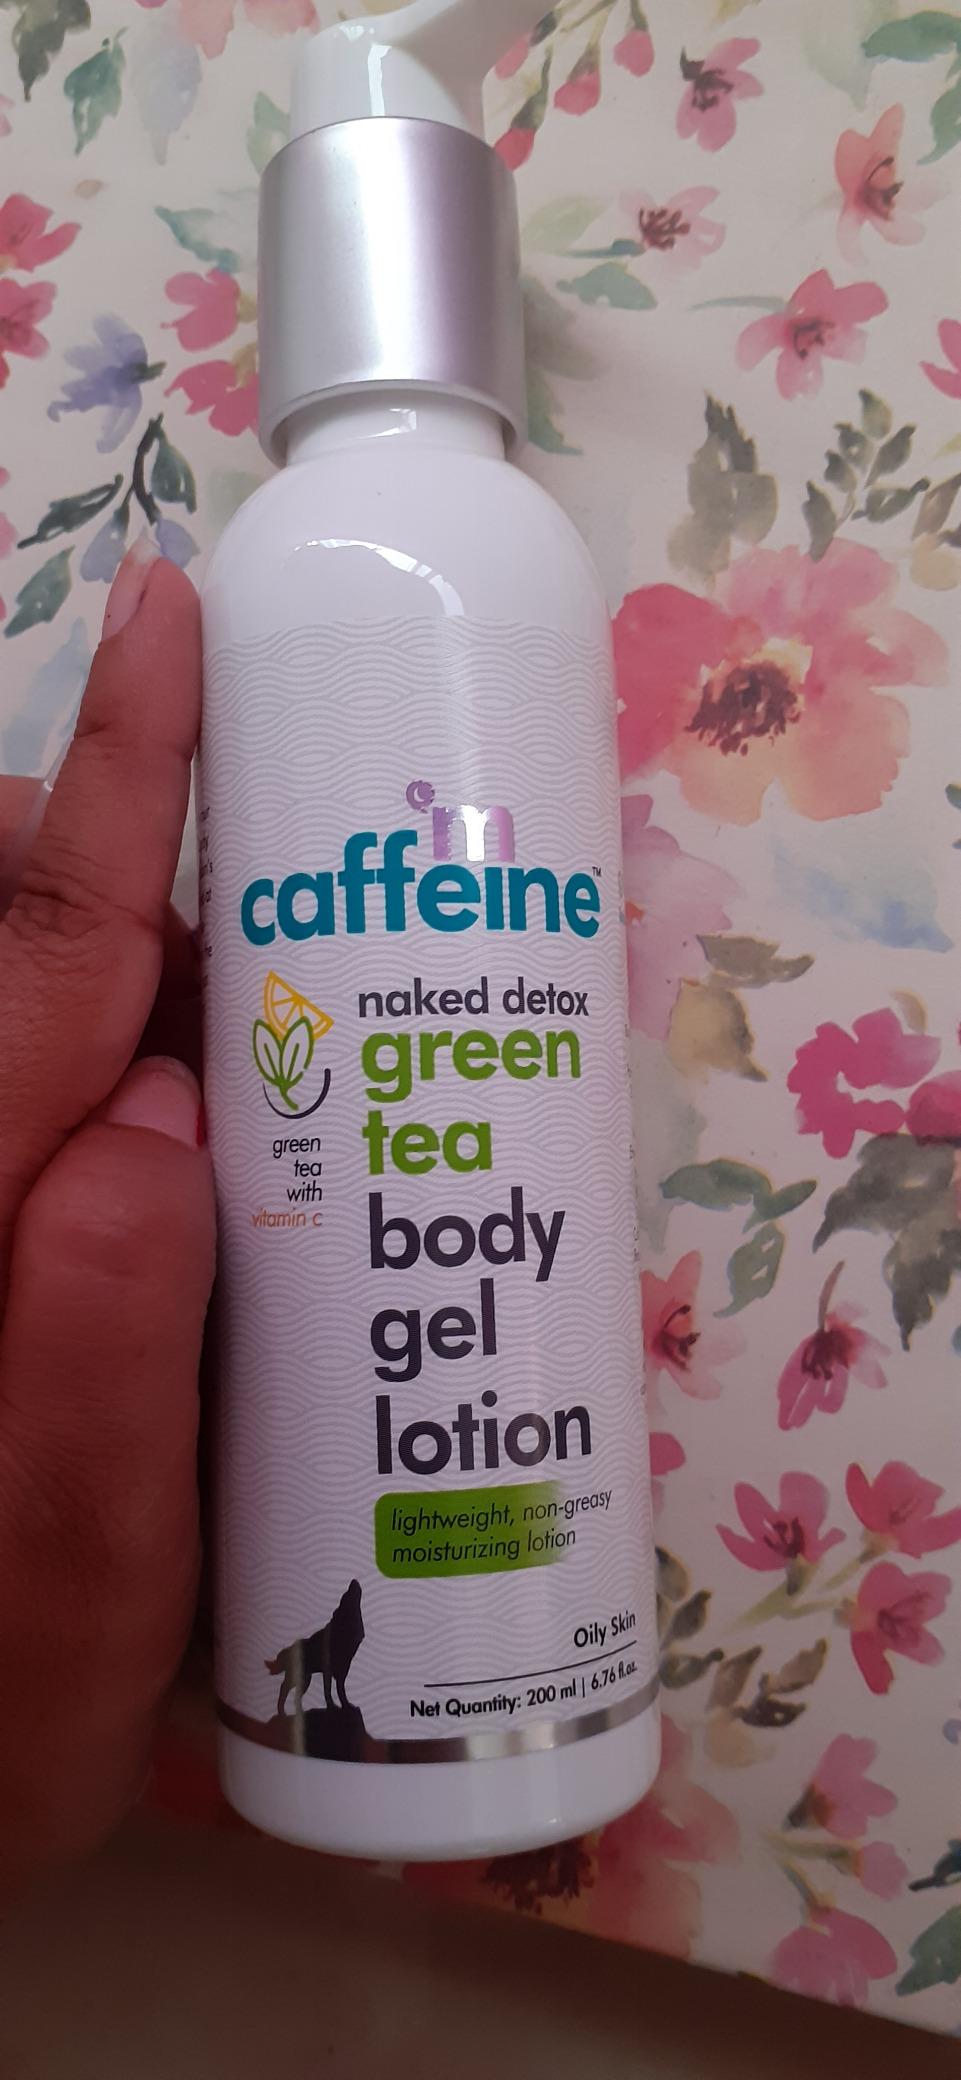 m
caffeine™
naked detox
green
tea
body
gel
lotion
green
tea
with
vitamin c
lightweight, non-greasy
moisturizing lotion
Oily Skin
Net Quantity: 200 ml | 6.76 fl.oz.